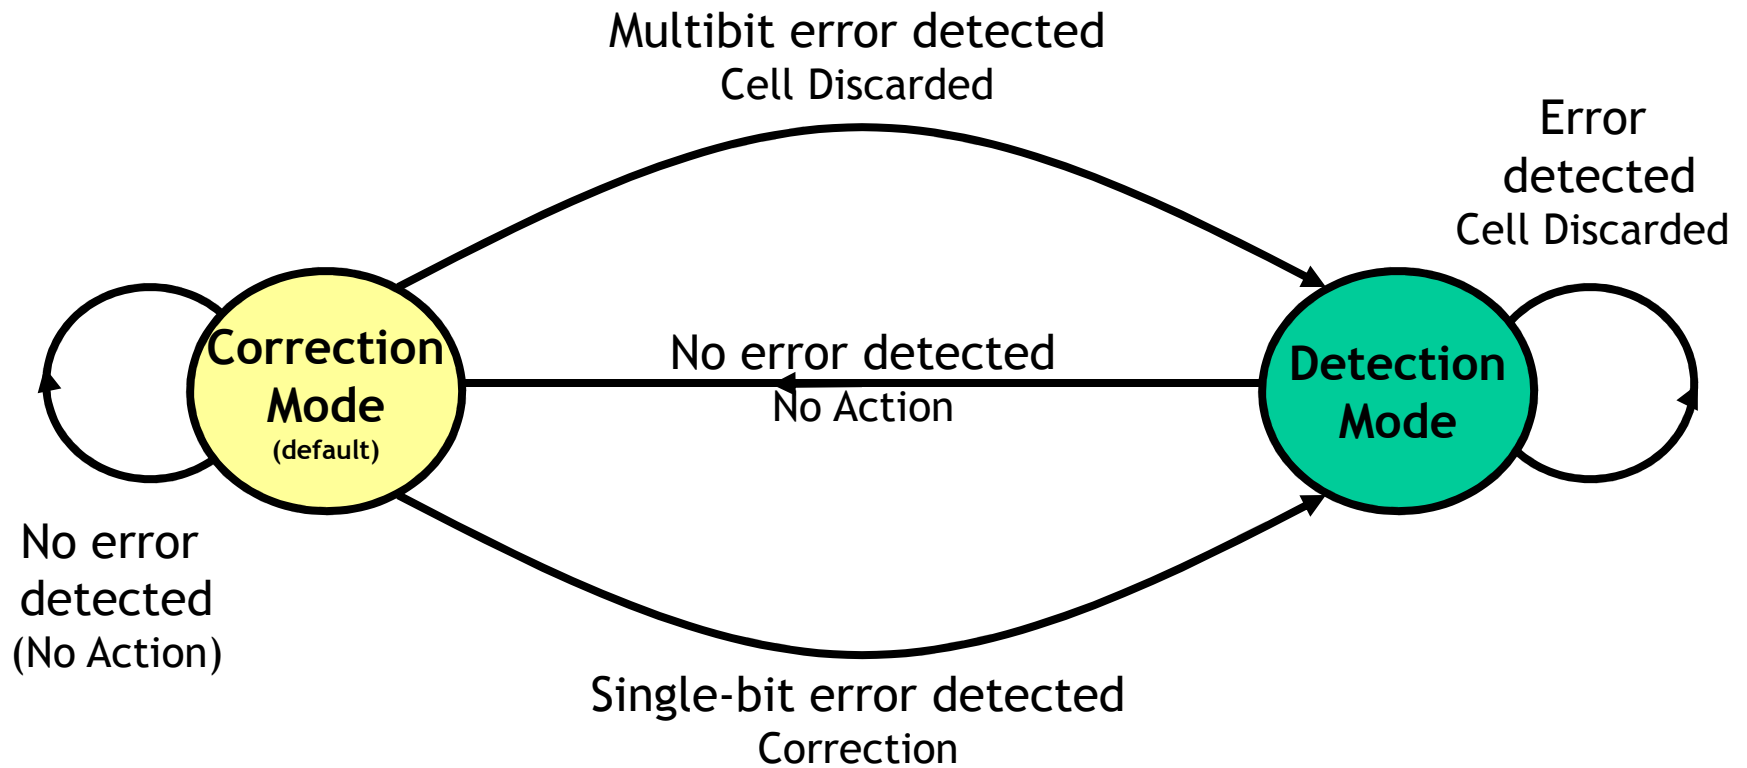 Multibit error detected
Cell Discarded
Error
detected
Cell Discarded
Correction
Mode
(default)
No error detected
No Action
Detection
Mode
No error
detected
(No Action)
Single-bit error detected
Correction